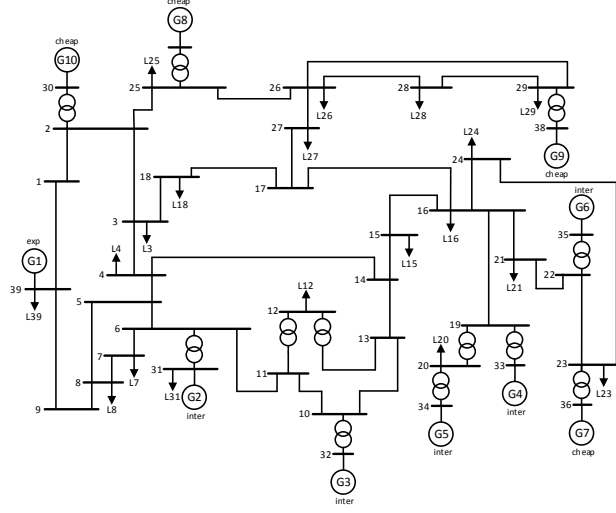 cheap
G8
cheap
G10
L25
30
25
26
28
29
L26
L28
L29
2
27
38
L24
L27
G9
24
cheap
inter
18
17
G6
1
L18
16
35
exp
3
15
L16
G1
L4
L3
L15
21
22
4
14
L21
39
L12
L39
5
12
19
6
13
L20
7
31
11
20
33
23
8
L7
L8
L31
G2
34
G4
36
L23
9
inter
10
inter
G5
G7
32
inter
cheap
G3
inter